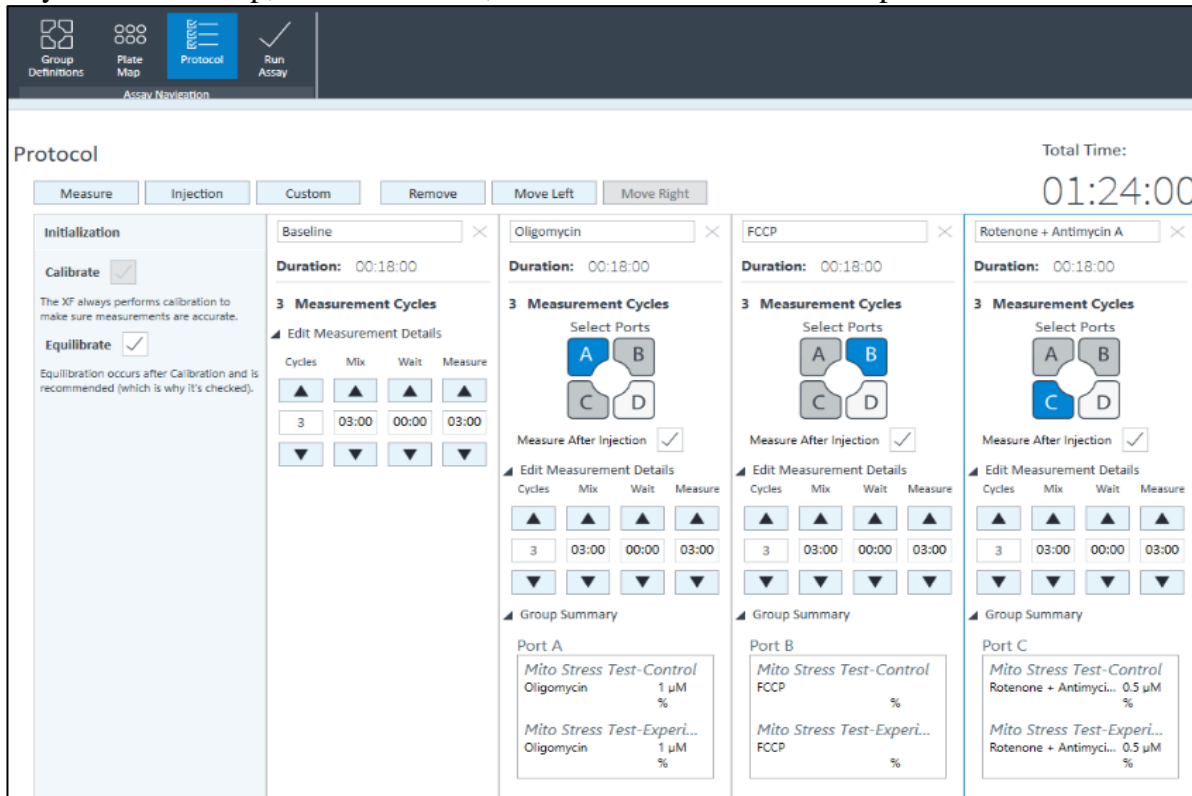 Group Definitions
Plate Map
Protocol
Run Assay
Assay Navigation
Protocol
Total Time:
01:24:00
Measure
Injection
Custom
Remove
Move Left
Move Right
Initialization
Calibrate
The XF always performs calibration to
make sure measurements are accurate.
Equilibrate
Equilibration occurs after Calibration and is
recommended (which is why it's checked).
Baseline
Duration: 00:18:00
3 Measurement Cycles
Edit Measurement Details
Cycles Mix Wait Measure
3 03:00 00:00 03:00
Oligomycin
Duration: 00:18:00
3 Measurement Cycles
Select Ports
A B
C D
Measure After Injection
Edit Measurement Details
Cycles Mix Wait Measure
3 03:00 00:00 03:00
Group Summary
Port A
Mito Stress Test-Control
Oligomycin 1 µM
%
Mito Stress Test-Experi...
Oligomycin 1 µM
%
FCCP
Duration: 00:18:00
3 Measurement Cycles
Select Ports
A B
C D
Measure After Injection
Edit Measurement Details
Cycles Mix Wait Measure
3 03:00 00:00 03:00
Group Summary
Port B
Mito Stress Test-Control
FCCP
%
Mito Stress Test-Experi...
FCCP
%
Rotenone + Antimycin A
Duration: 00:18:00
3 Measurement Cycles
Select Ports
A B
C D
Measure After Injection
Edit Measurement Details
Cycles Mix Wait Measure
3 03:00 00:00 03:00
Group Summary
Port C
Mito Stress Test-Control
Rotenone + Antimyci... 0.5 µM
%
Mito Stress Test-Experi...
Rotenone + Antimyci... 0.5 µM
%